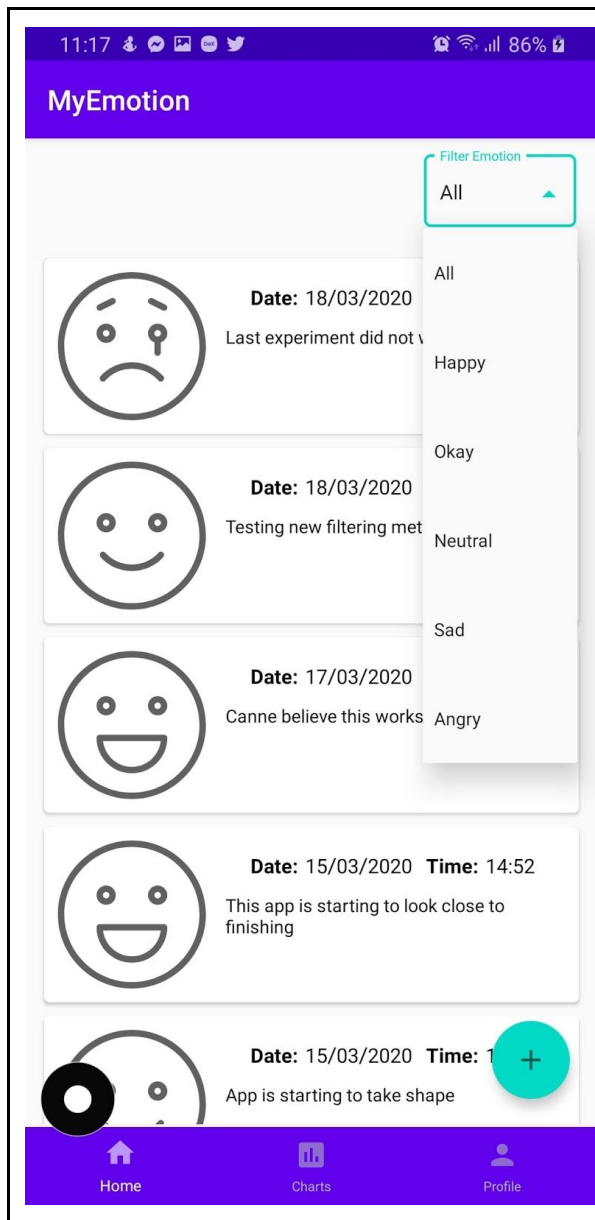 11:17 86%
MyEmotion
Filter Emotion
All
All
Happy
Okay
Neutral
Sad
Angry
Date: 18/03/2020
Last experiment did not
Date: 18/03/2020
Testing new filtering
Date: 17/03/2020
Canne believe this works
Date: 15/03/2020 Time: 14:52
This app is starting to look close to
finishing
Date: 15/03/2020 Time:
App is starting to take shape
Home Charts Profile